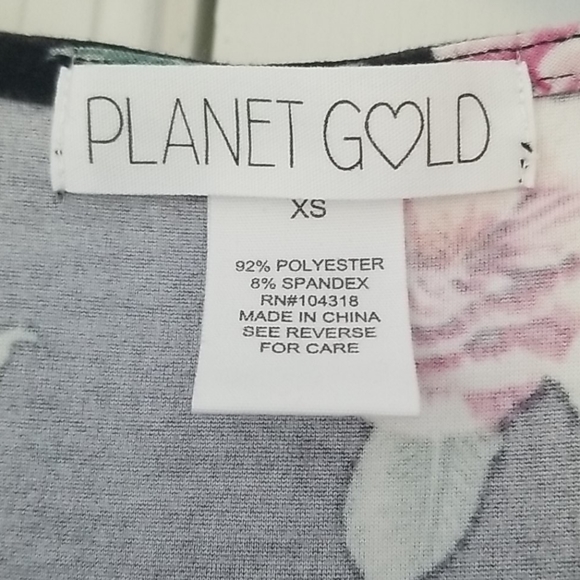 PLANET GOLD
XS
92% POLYESTER
8% SPANDEX
RN#104318
MADE IN CHINA
SEE REVERSE
FOR CARE